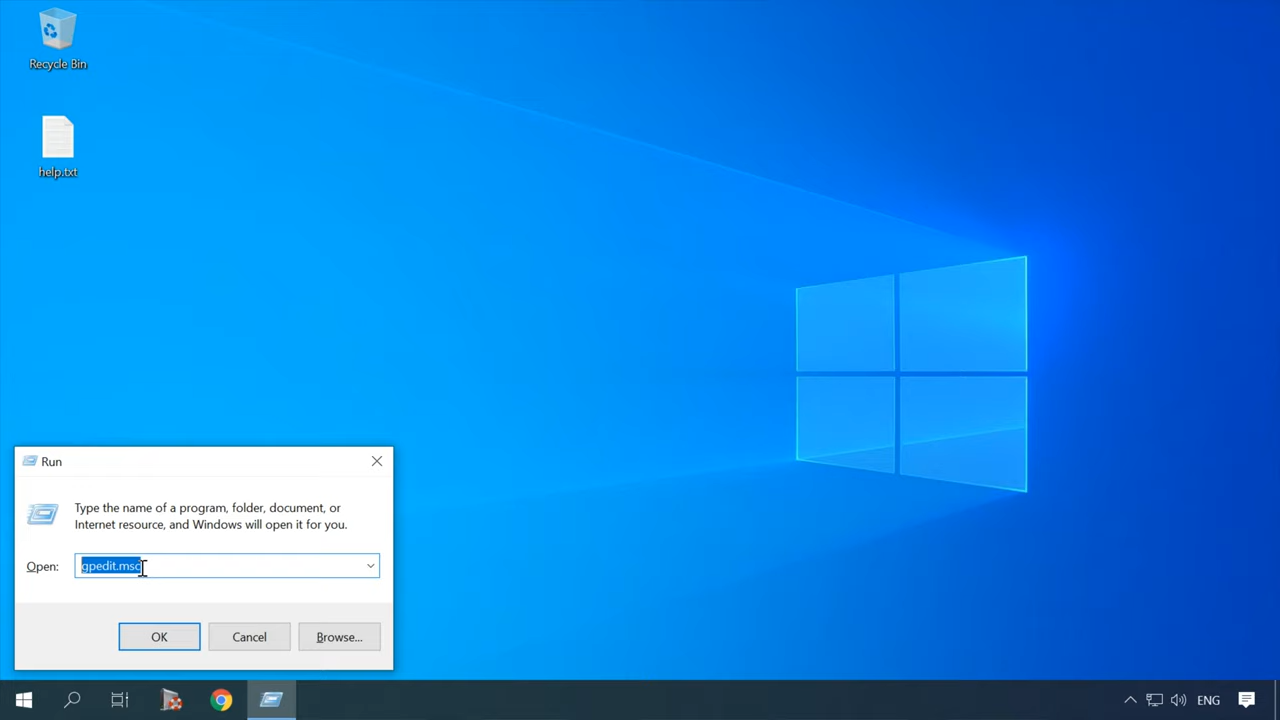 Recycle Bin
help.txt
Run
Type the name of a program, folder, document, or
Internet resource, and Windows will open it for you.
Open: gpedit.msc
OK Cancel Browse...
ENG